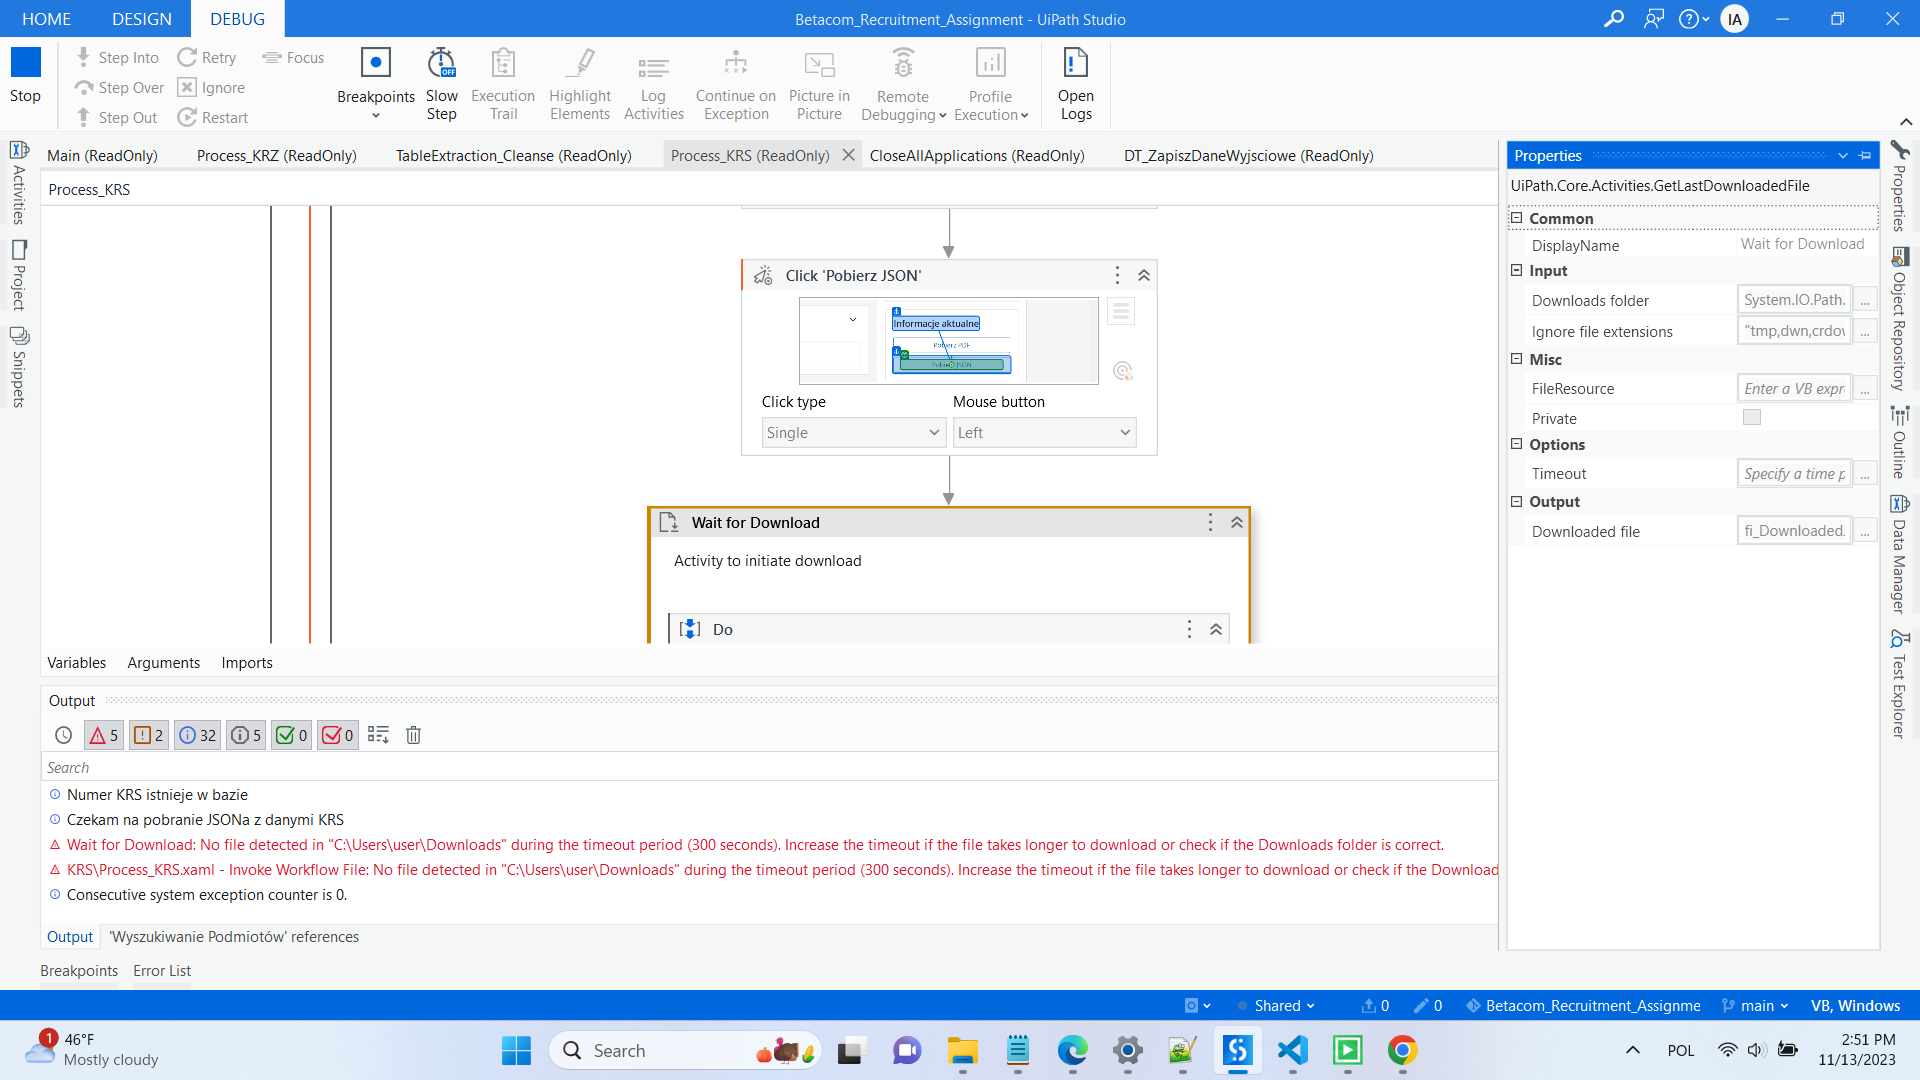 HOME DESIGN DEBUG
Betacom_Recruitment_Assignment - UiPath Studio
IA
Stop
Step Into
Step Over
Step Out
Retry
Ignore
Restart
Focus
Breakpoints
Slow Step
OFF
Execution Trail
Highlight Elements
Log Activities
Continue on Exception
Picture in Picture
Remote Debugging
Profile Execution
Open Logs
Activities
Project
Snippets
Main (ReadOnly)
Process_KRZ (ReadOnly)
TableExtraction_Cleanse (ReadOnly)
Process_KRS (ReadOnly)
CloseAllApplications (ReadOnly)
DT_ZapiszDaneWyjsciowe (ReadOnly)
Process_KRS
Click 'Pobierz JSON'
Informacje aktualne
Pobierz PDF
Pobierz JSON
Click type
Mouse button
Single
Left
Wait for Download
Activity to initiate download
Do
Variables Arguments Imports
Properties
UiPath.Core.Activities.GetLastDownloadedFile
Common
DisplayName Wait for Download
Input
Downloads folder System.IO.Path. ...
Ignore file extensions "tmp,dwn,crdov ...
Misc
FileResource Enter a VB expr ...
Private
Options
Timeout Specify a time p ...
Output
Downloaded file fi_Downloaded. ...
Properties
Object Repository
Outline
Data Manager
Test Explorer
Output
5 2 32 5 0 0
Search
Numer KRS istnieje w bazie
Czekam na pobranie JSONa z danymi KRS
Wait for Download: No file detected in "C:\Users\user\Downloads" during the timeout period (300 seconds). Increase the timeout if the file takes longer to download or check if the Downloads folder is correct.
KRS\Process_KRS.xaml - Invoke Workflow File: No file detected in "C:\Users\user\Downloads" during the timeout period (300 seconds). Increase the timeout if the file takes longer to download or check if the Download
Consecutive system exception counter is 0.
Output 'Wyszukiwanie Podmiotów' references
Breakpoints Error List
Shared 0 0 Betacom_Recruitment_Assignme main VB, Windows
1
46°F
Mostly cloudy
Search
POL
2:51 PM
11/13/2023